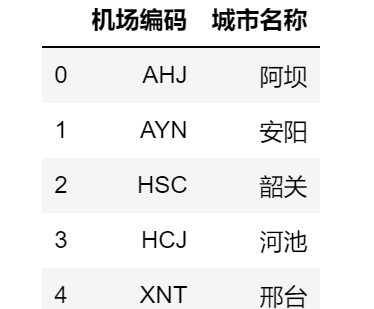 机场编码 城市名称
0 AHJ 阿坝
1 AYN 安阳
2 HSC 韶关
3 HCJ 河池
4 XNT 邢台